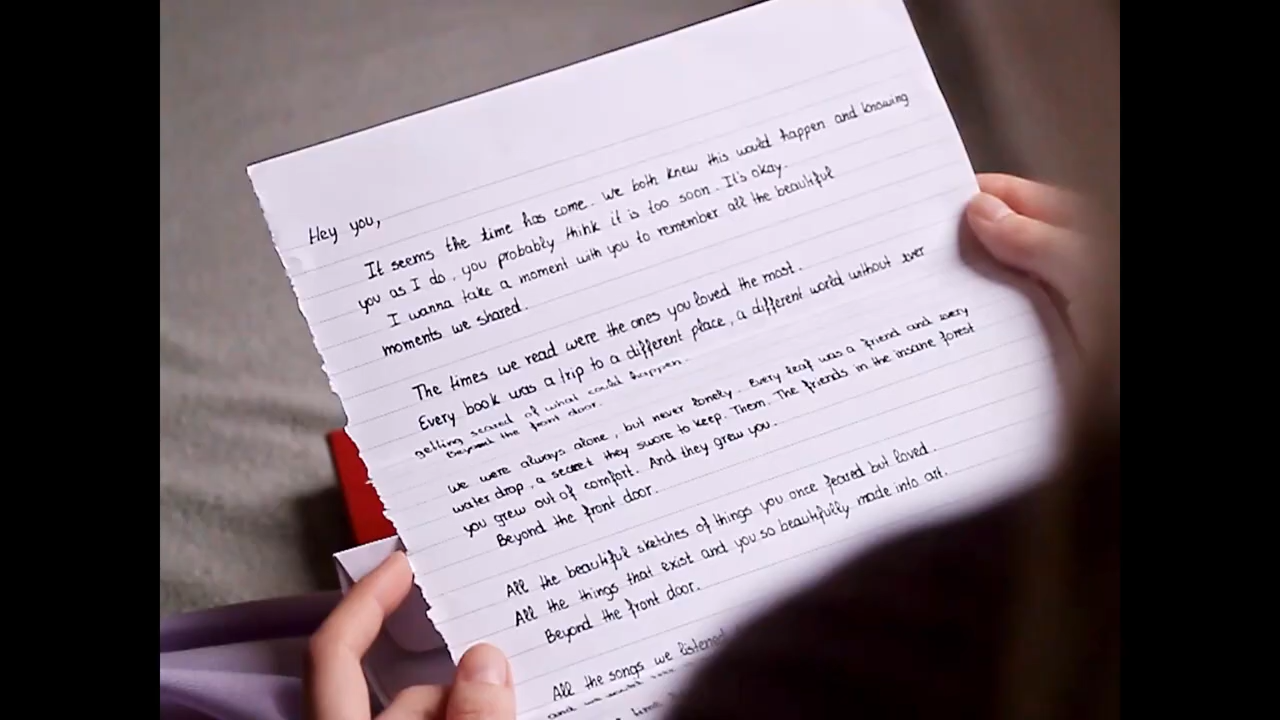 Hey you,
It seems the time has come. We both knew this would happen and knowing
you as I do, you probably think it is too soon. It's okay.
I wanna take a moment with you to remember all the beautiful
moments we shared.
The times we read were the ones you loved the most.
Every book was a trip to a different place, a different world without ever
getting scared of what could happen.
Beyond the front door.
We were always alone, but never lonely. Every leaf was a friend and every
water drop, a secret they swore to keep. Them. The friends in the insane forest
you grew out of comfort. And they grew you.
Beyond the front door.
All the beautiful sketches of things you once feared but loved.
All the things that exist and you so beautifully made into art.
Beyond the front door.
All the songs we listened
and we
time